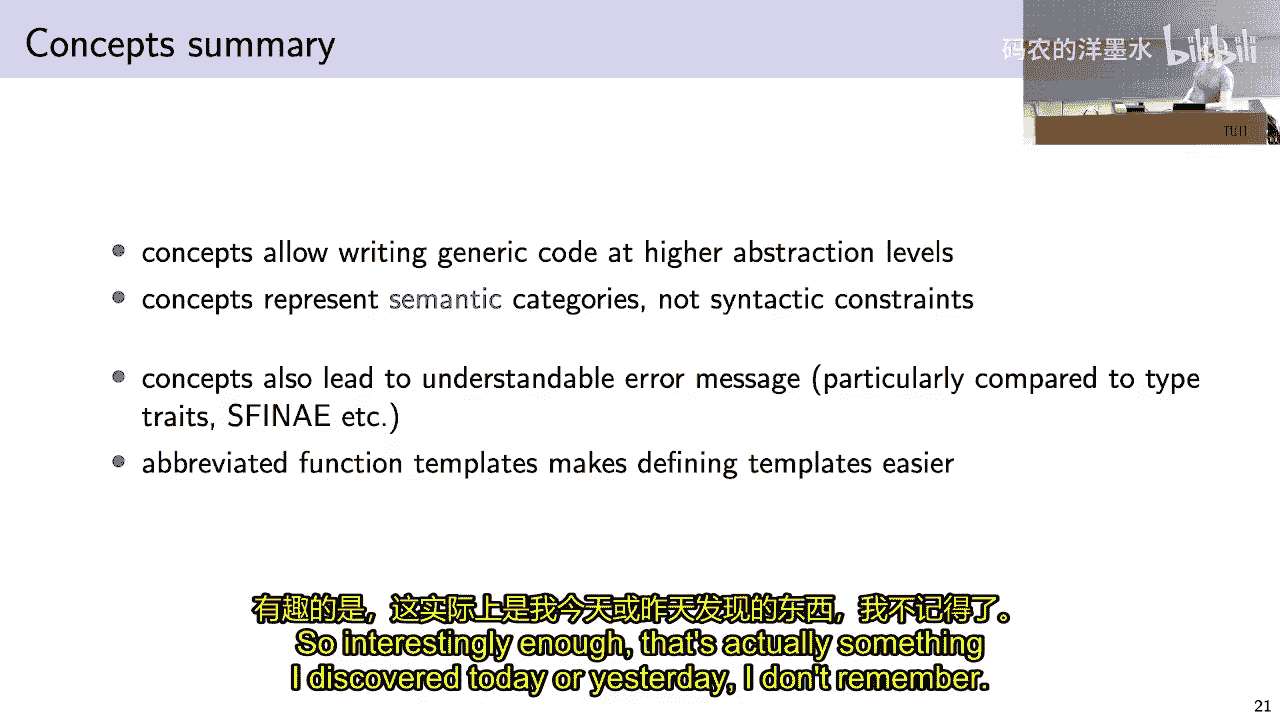 Concepts summary
码农的洋墨水 bilibili
TUT
concepts allow writing generic code at higher abstraction levels
concepts represent semantic categories, not syntactic constraints
concepts also lead to understandable error message (particularly compared to type
traits, SFINAE etc.)
abbreviated function templates makes defining templates easier
有趣的是，这实际上是我今天或昨天发现的东西，我不记得了。
So interestingly enough, that's actually something
I discovered today or yesterday, I don't remember.
21